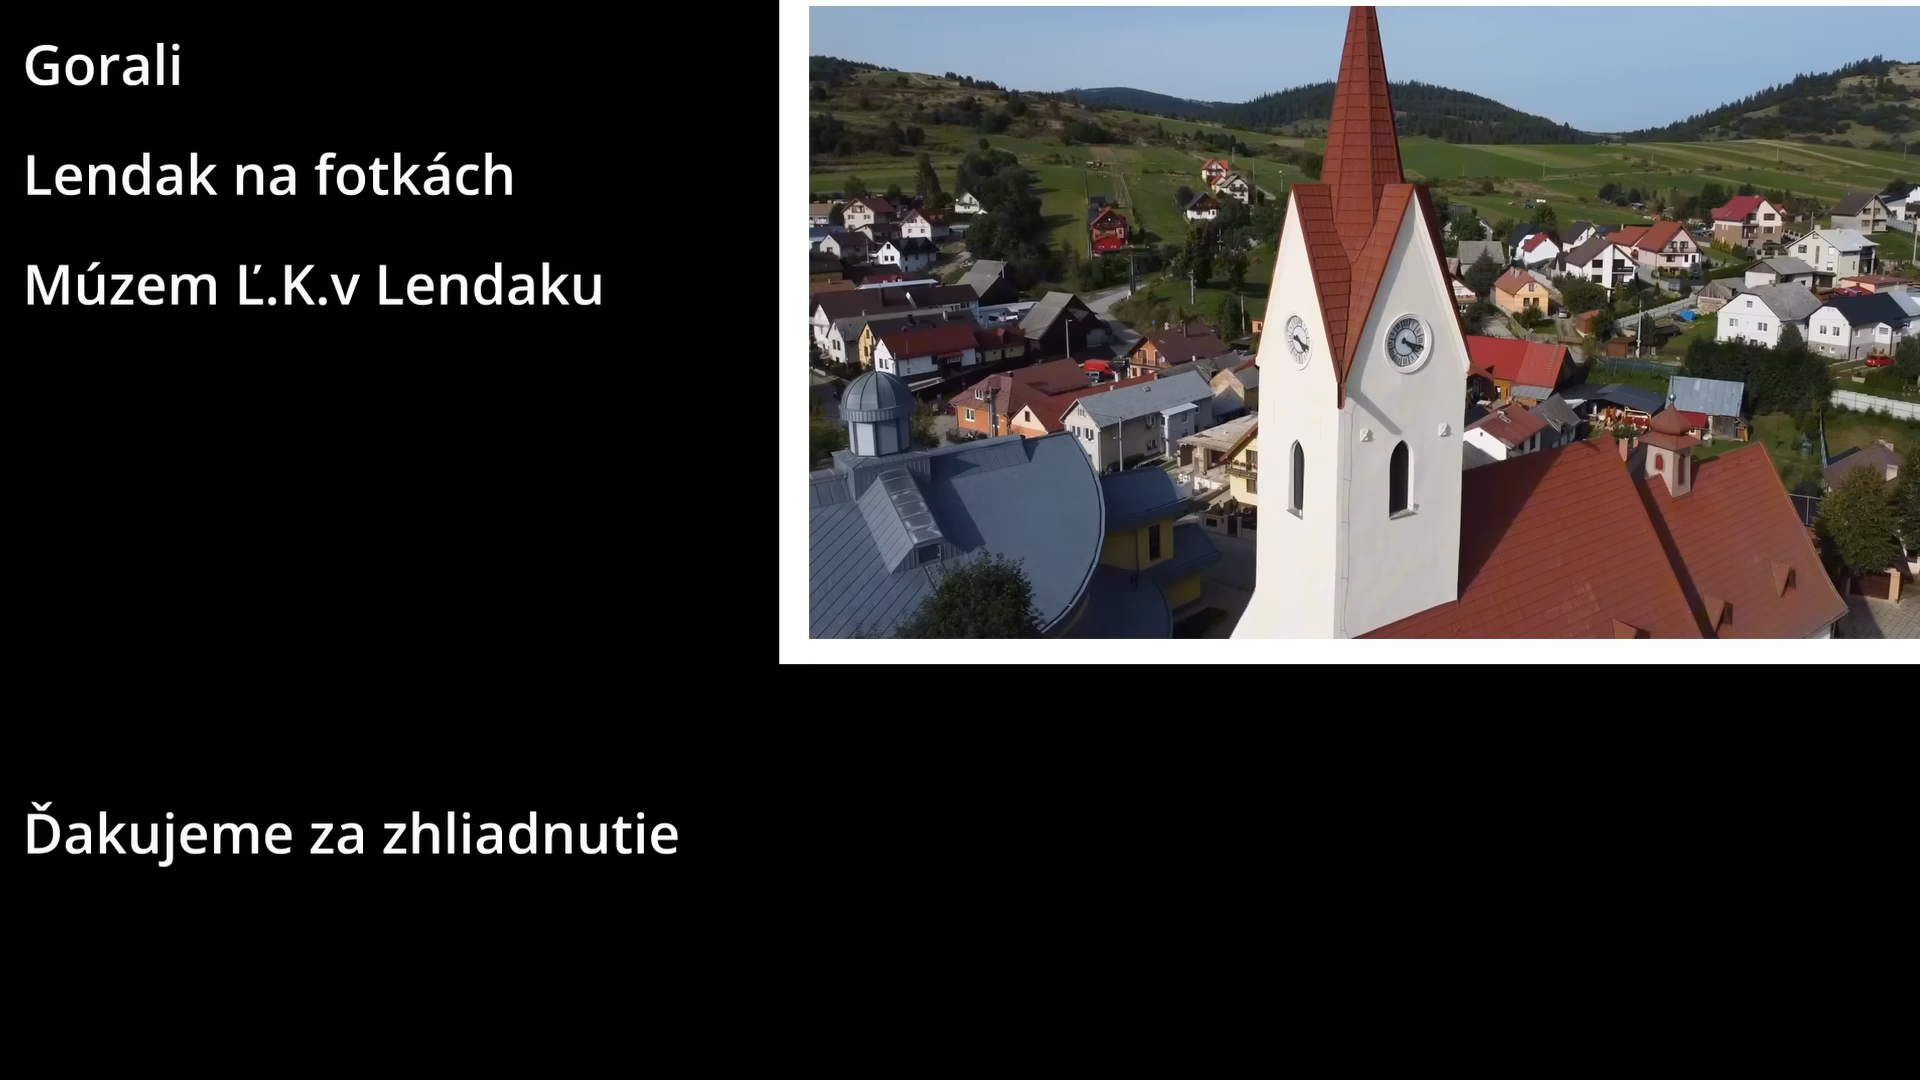 Gorali
Lendak na fotkách
Múzem Ľ.K.v Lendaku
Ďakujeme za zhliadnutie